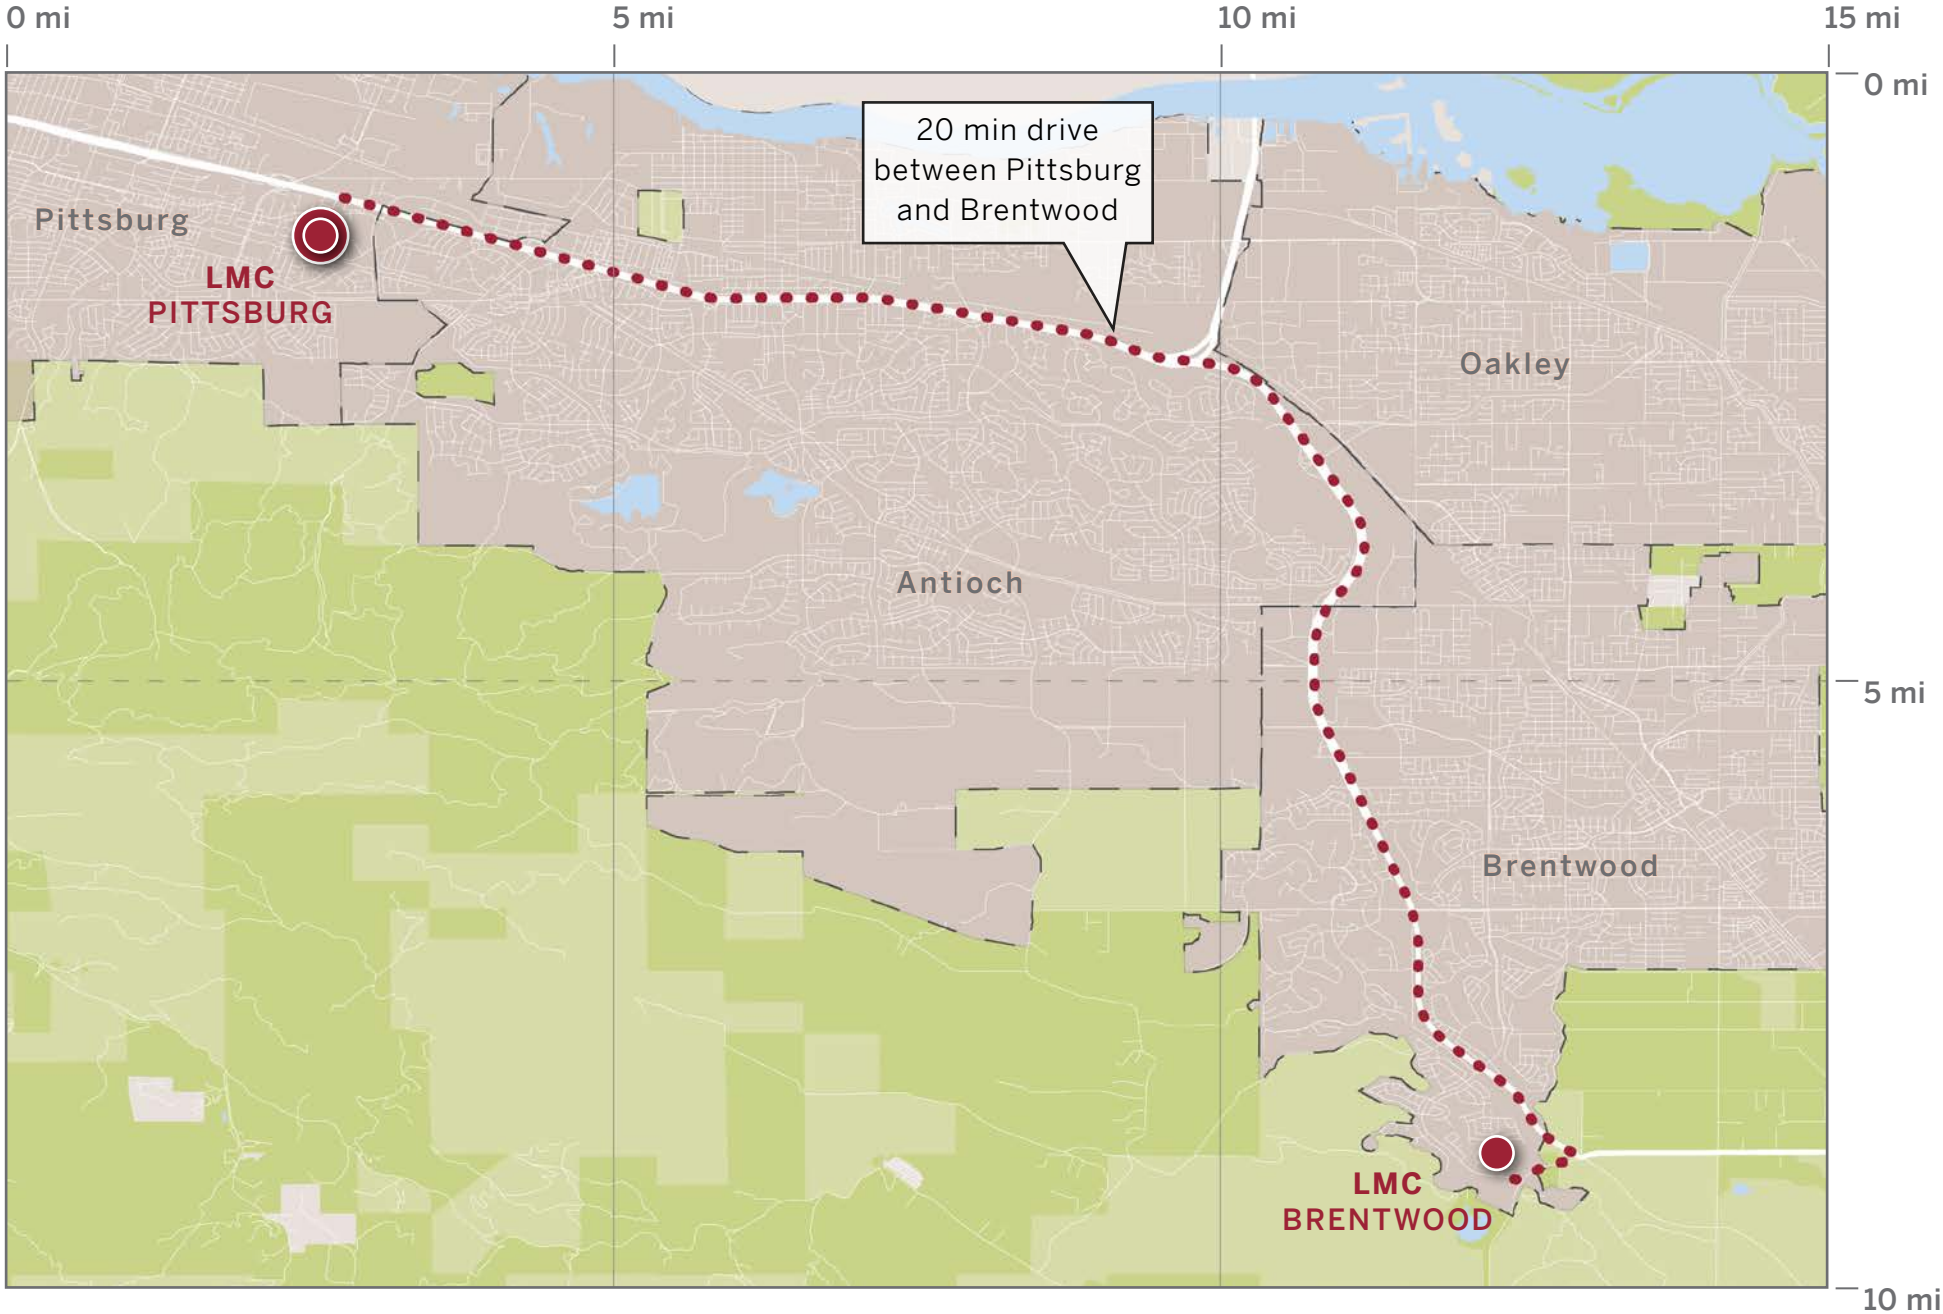 0 mi
5 mi
10 mi
15 mi
0 mi
20 min drive
between Pittsburg
and Brentwood
Pittsburg
LMC
PITTSBURG
Oakley
Antioch
5 mi
Brentwood
LMC
BRENTWOOD
10 mi